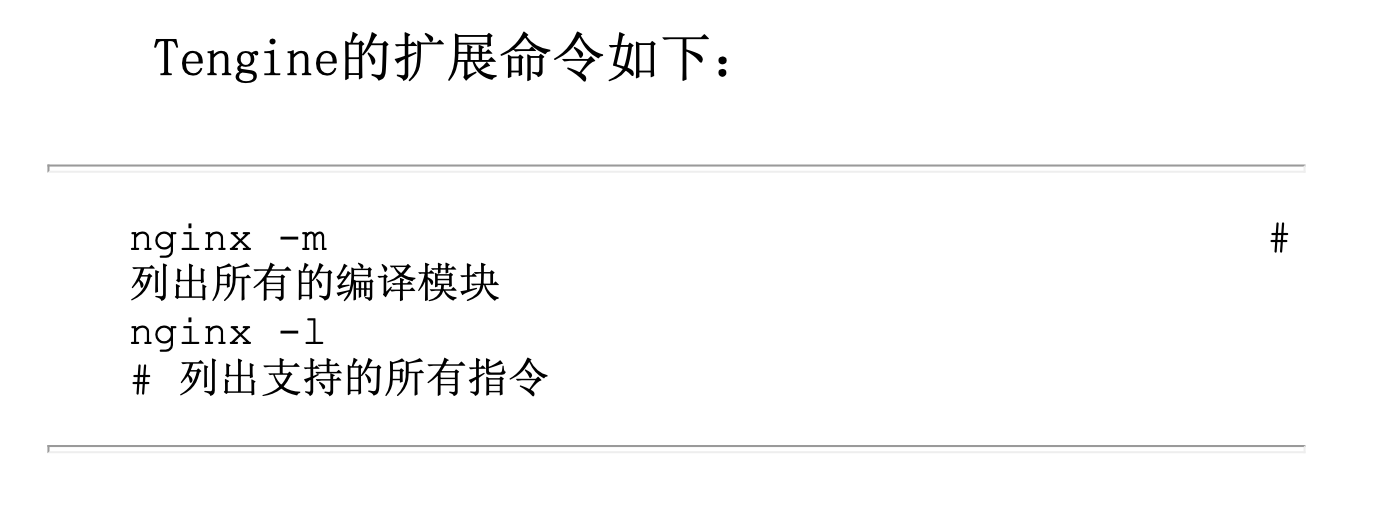 Tengine的扩展命令如下：
nginx -m #
列出所有的编译模块
nginx -l
# 列出支持的所有指令